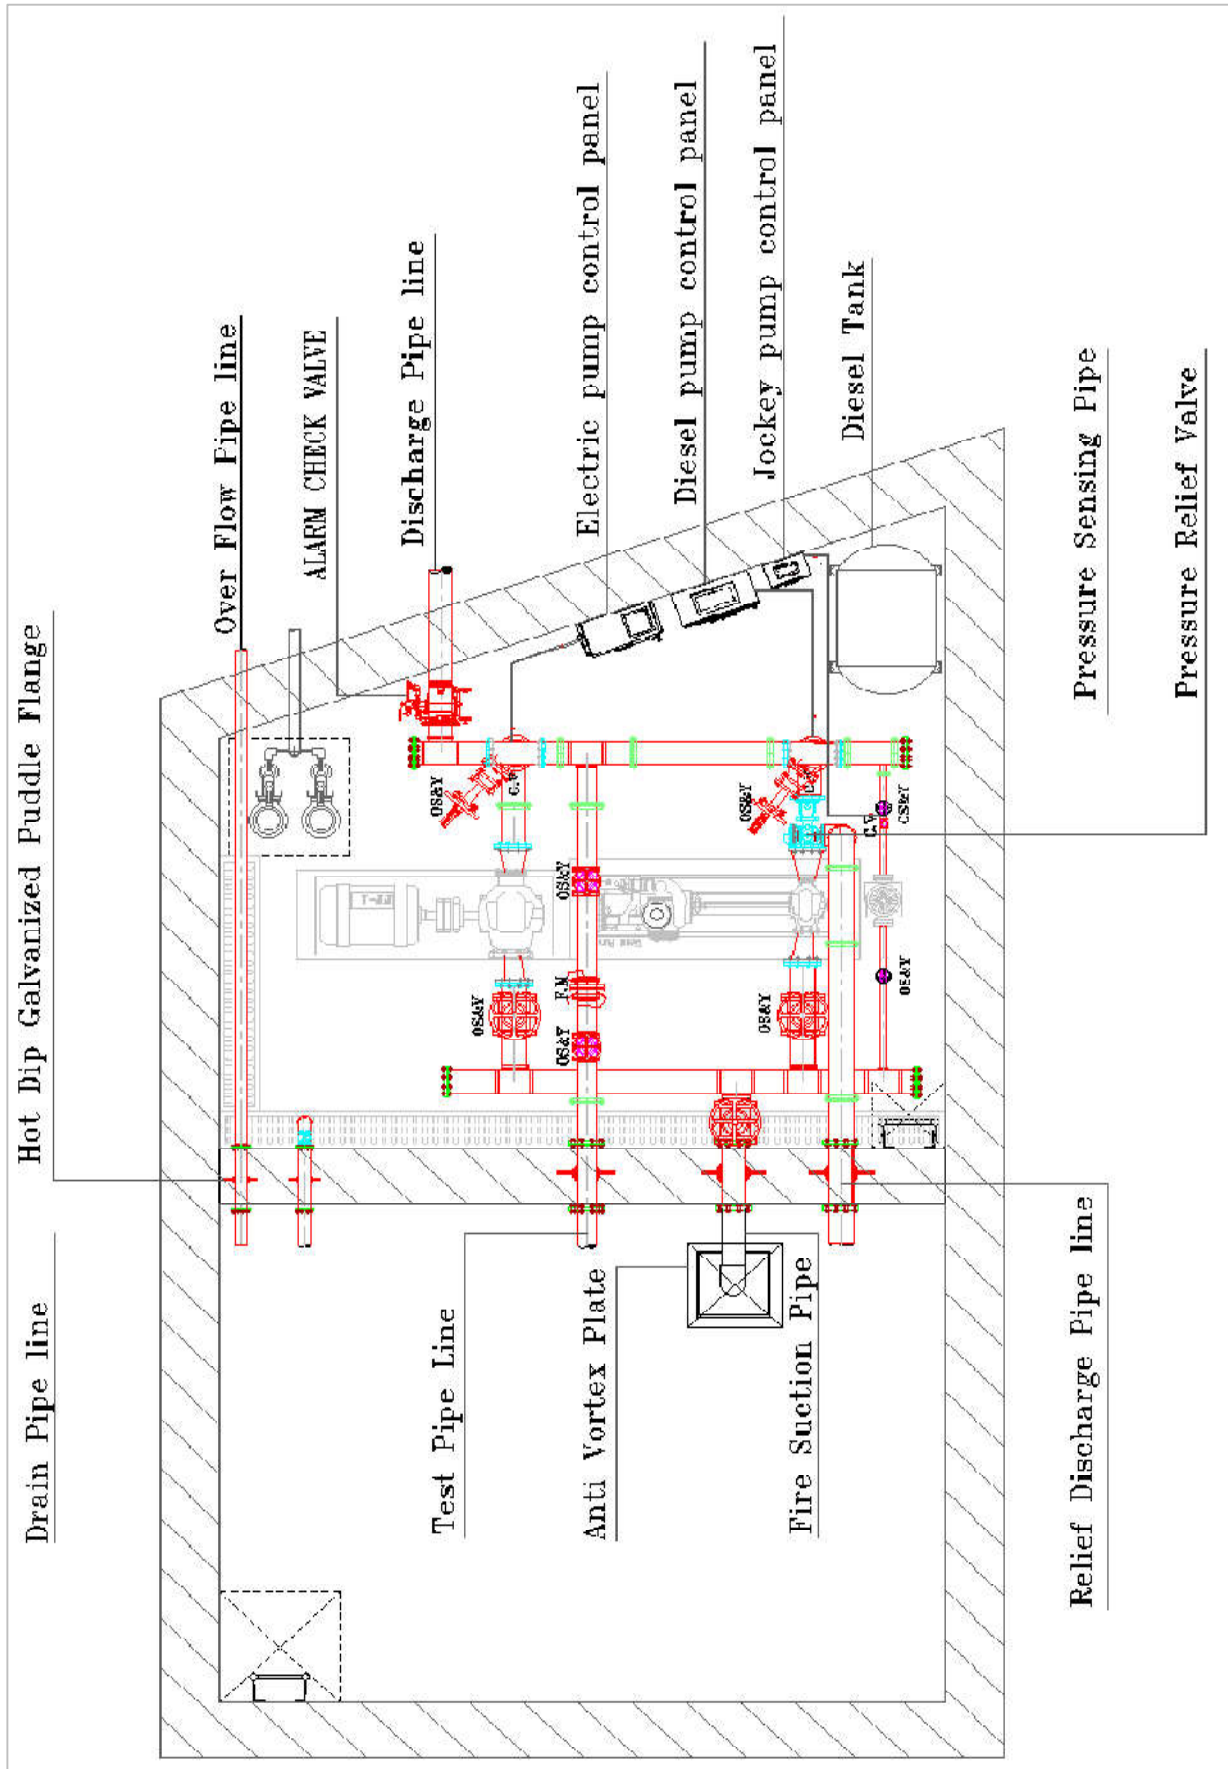 Drain Pipe line
Hot Dip Galvanized Puddle Flange
Over Flow Pipe line
ALARM CHECK VALVE
Discharge Pipe line
Electric pump control panel
Diesel pump control panel
Jockey pump control panel
Diesel Tank
Pressure Sensing Pipe
Pressure Relief Valve
Test Pipe Line
Anti Vortex Plate
Fire Suction Pipe
Relief Discharge Pipe line
OS&Y
C.V
OS&Y
OS&Y
F.M
OS&Y
OS&Y
OS&Y
C.V
OS&Y
OS&Y